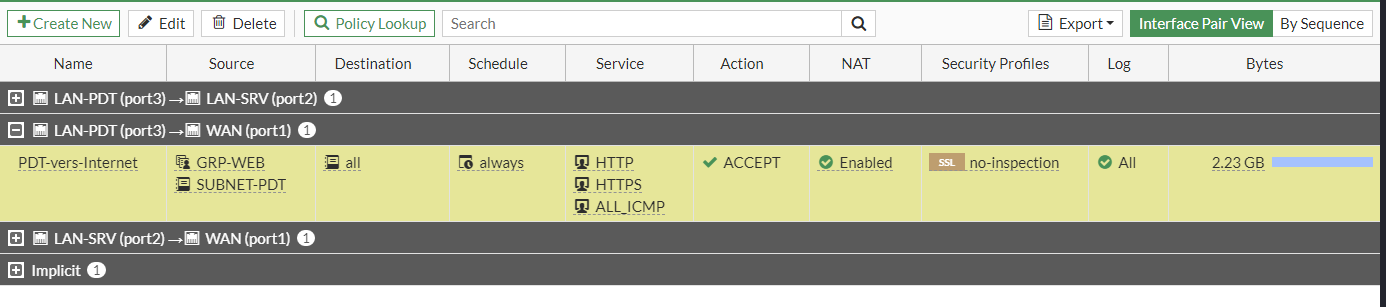 +Create New Edit Delete Policy Lookup Search Export Interface Pair View By Sequence
Name Source Destination Schedule Service Action NAT Security Profiles Log Bytes
LAN-PDT (port3) → LAN-SRV (port2) 1
LAN-PDT (port3) → WAN (port1) 1
PDT-vers-Internet GRP-WEB all always HTTP ACCEPT Enabled SSL no-inspection All 2.23 GB
SUBNET-PDT HTTPS
ALL_ICMP
LAN-SRV (port2) → WAN (port1) 1
Implicit 1